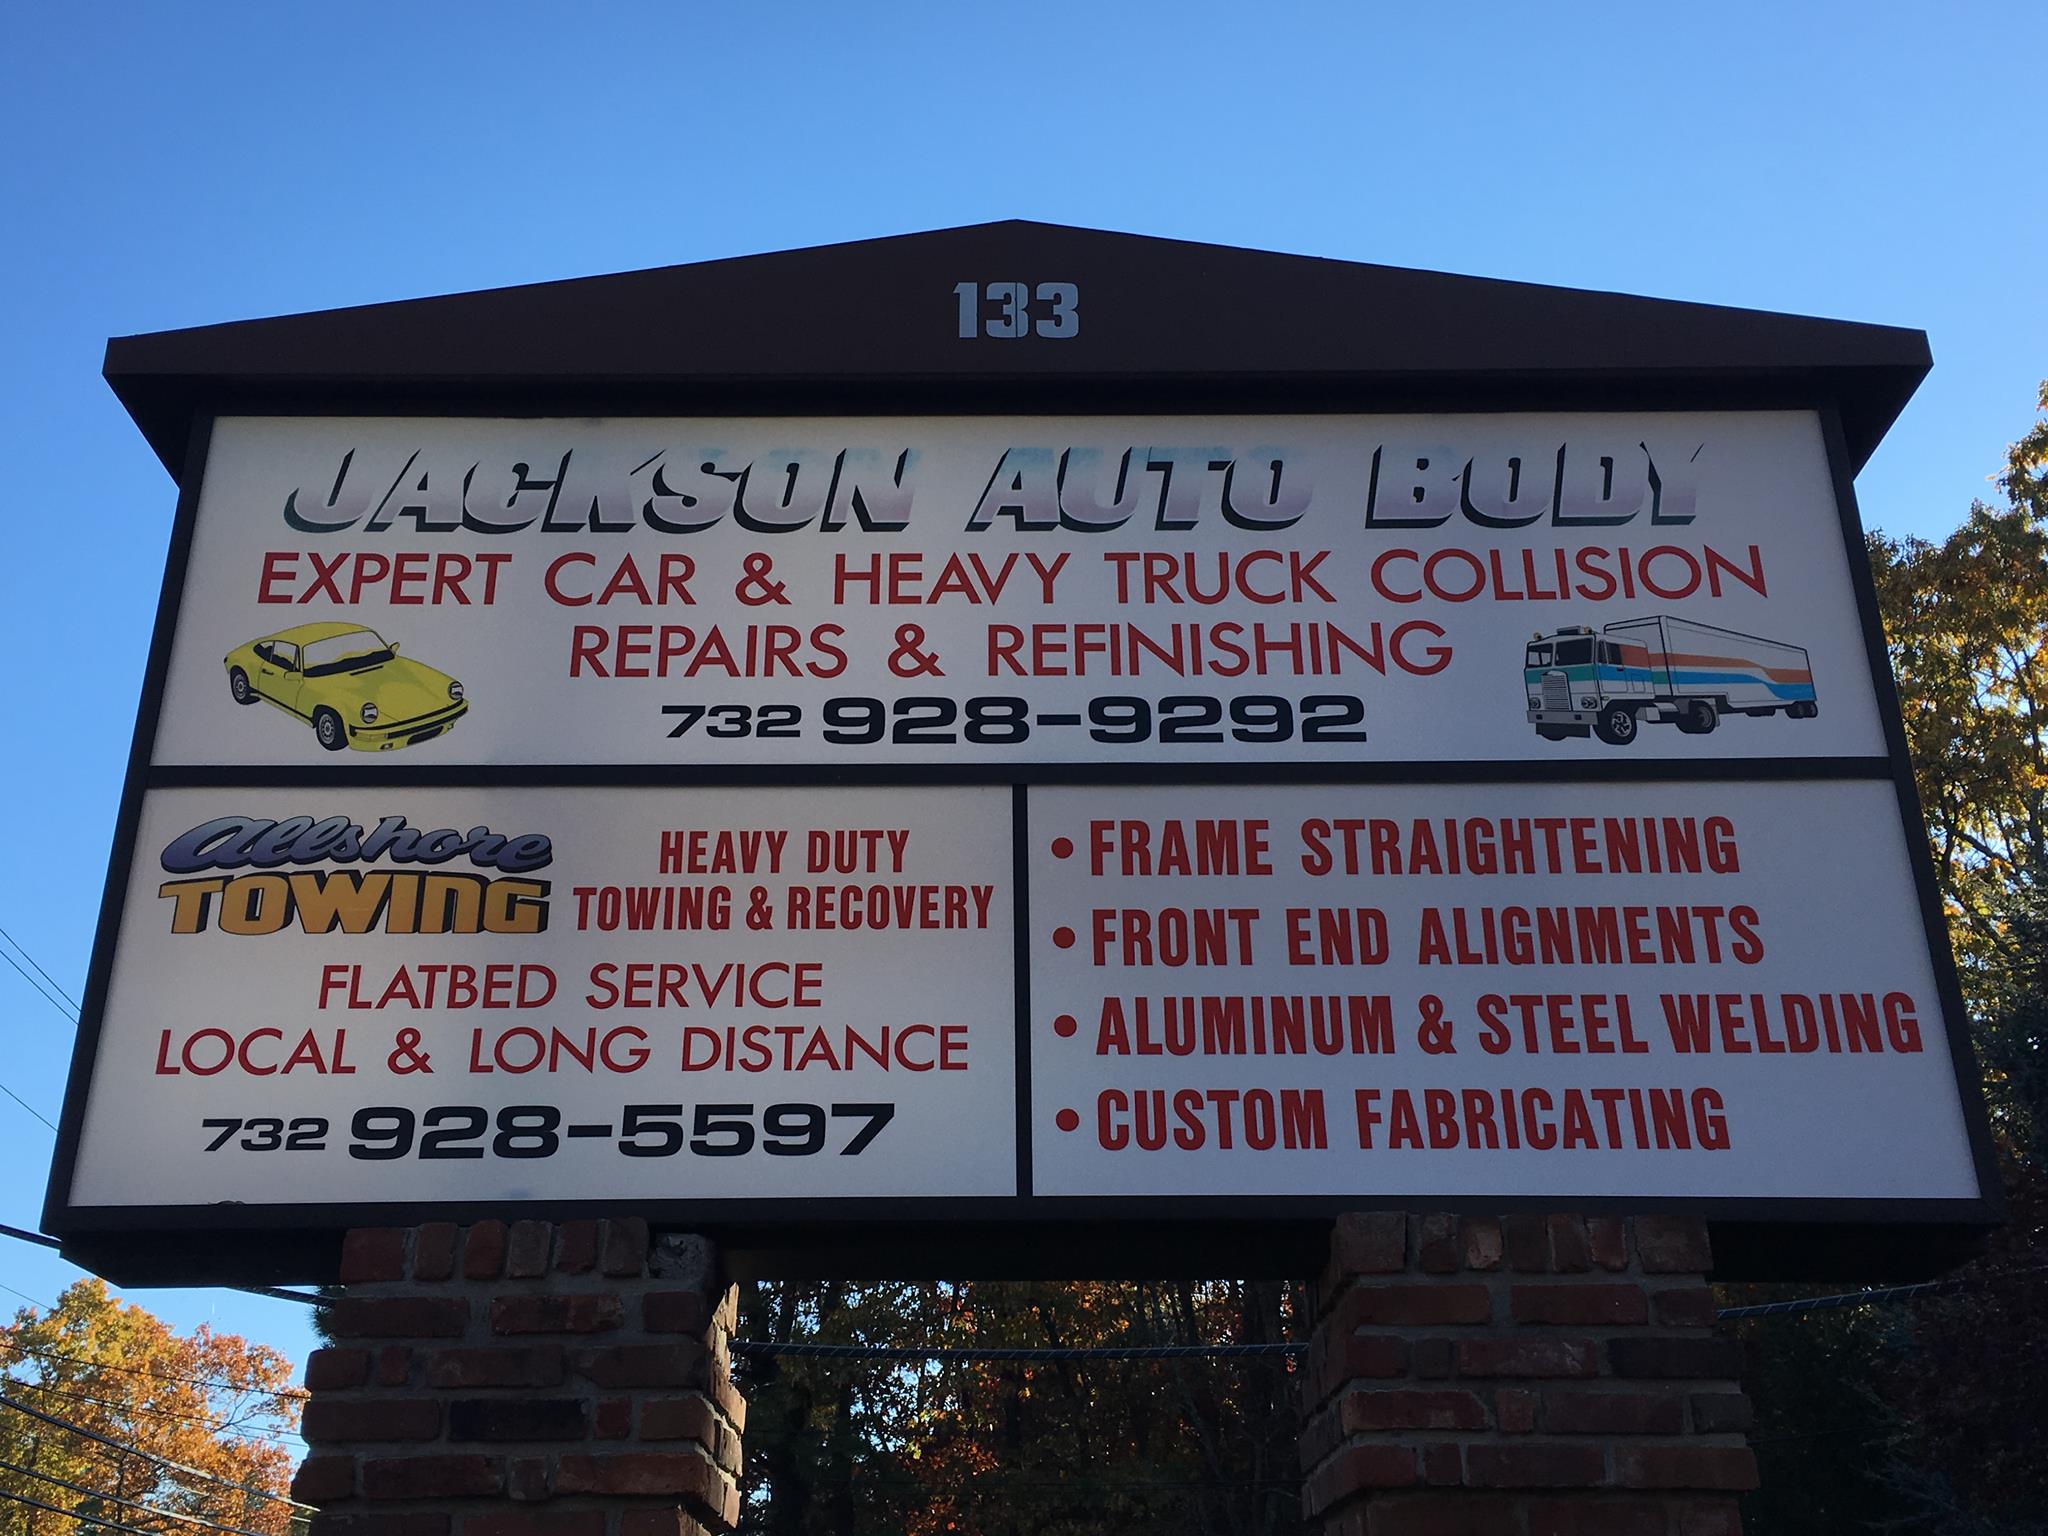 133
JACKSON AUTO BODY
EXPERT CAR & HEAVY TRUCK COLLISION
REPAIRS & REFINISHING
732 928-9292
Allshore
TOWING
HEAVY DUTY
TOWING & RECOVERY
FLATBED SERVICE
LOCAL & LONG DISTANCE
732 928-5597
• FRAME STRAIGHTENING
• FRONT END ALIGNMENTS
• ALUMINUM & STEEL WELDING
• CUSTOM FABRICATING